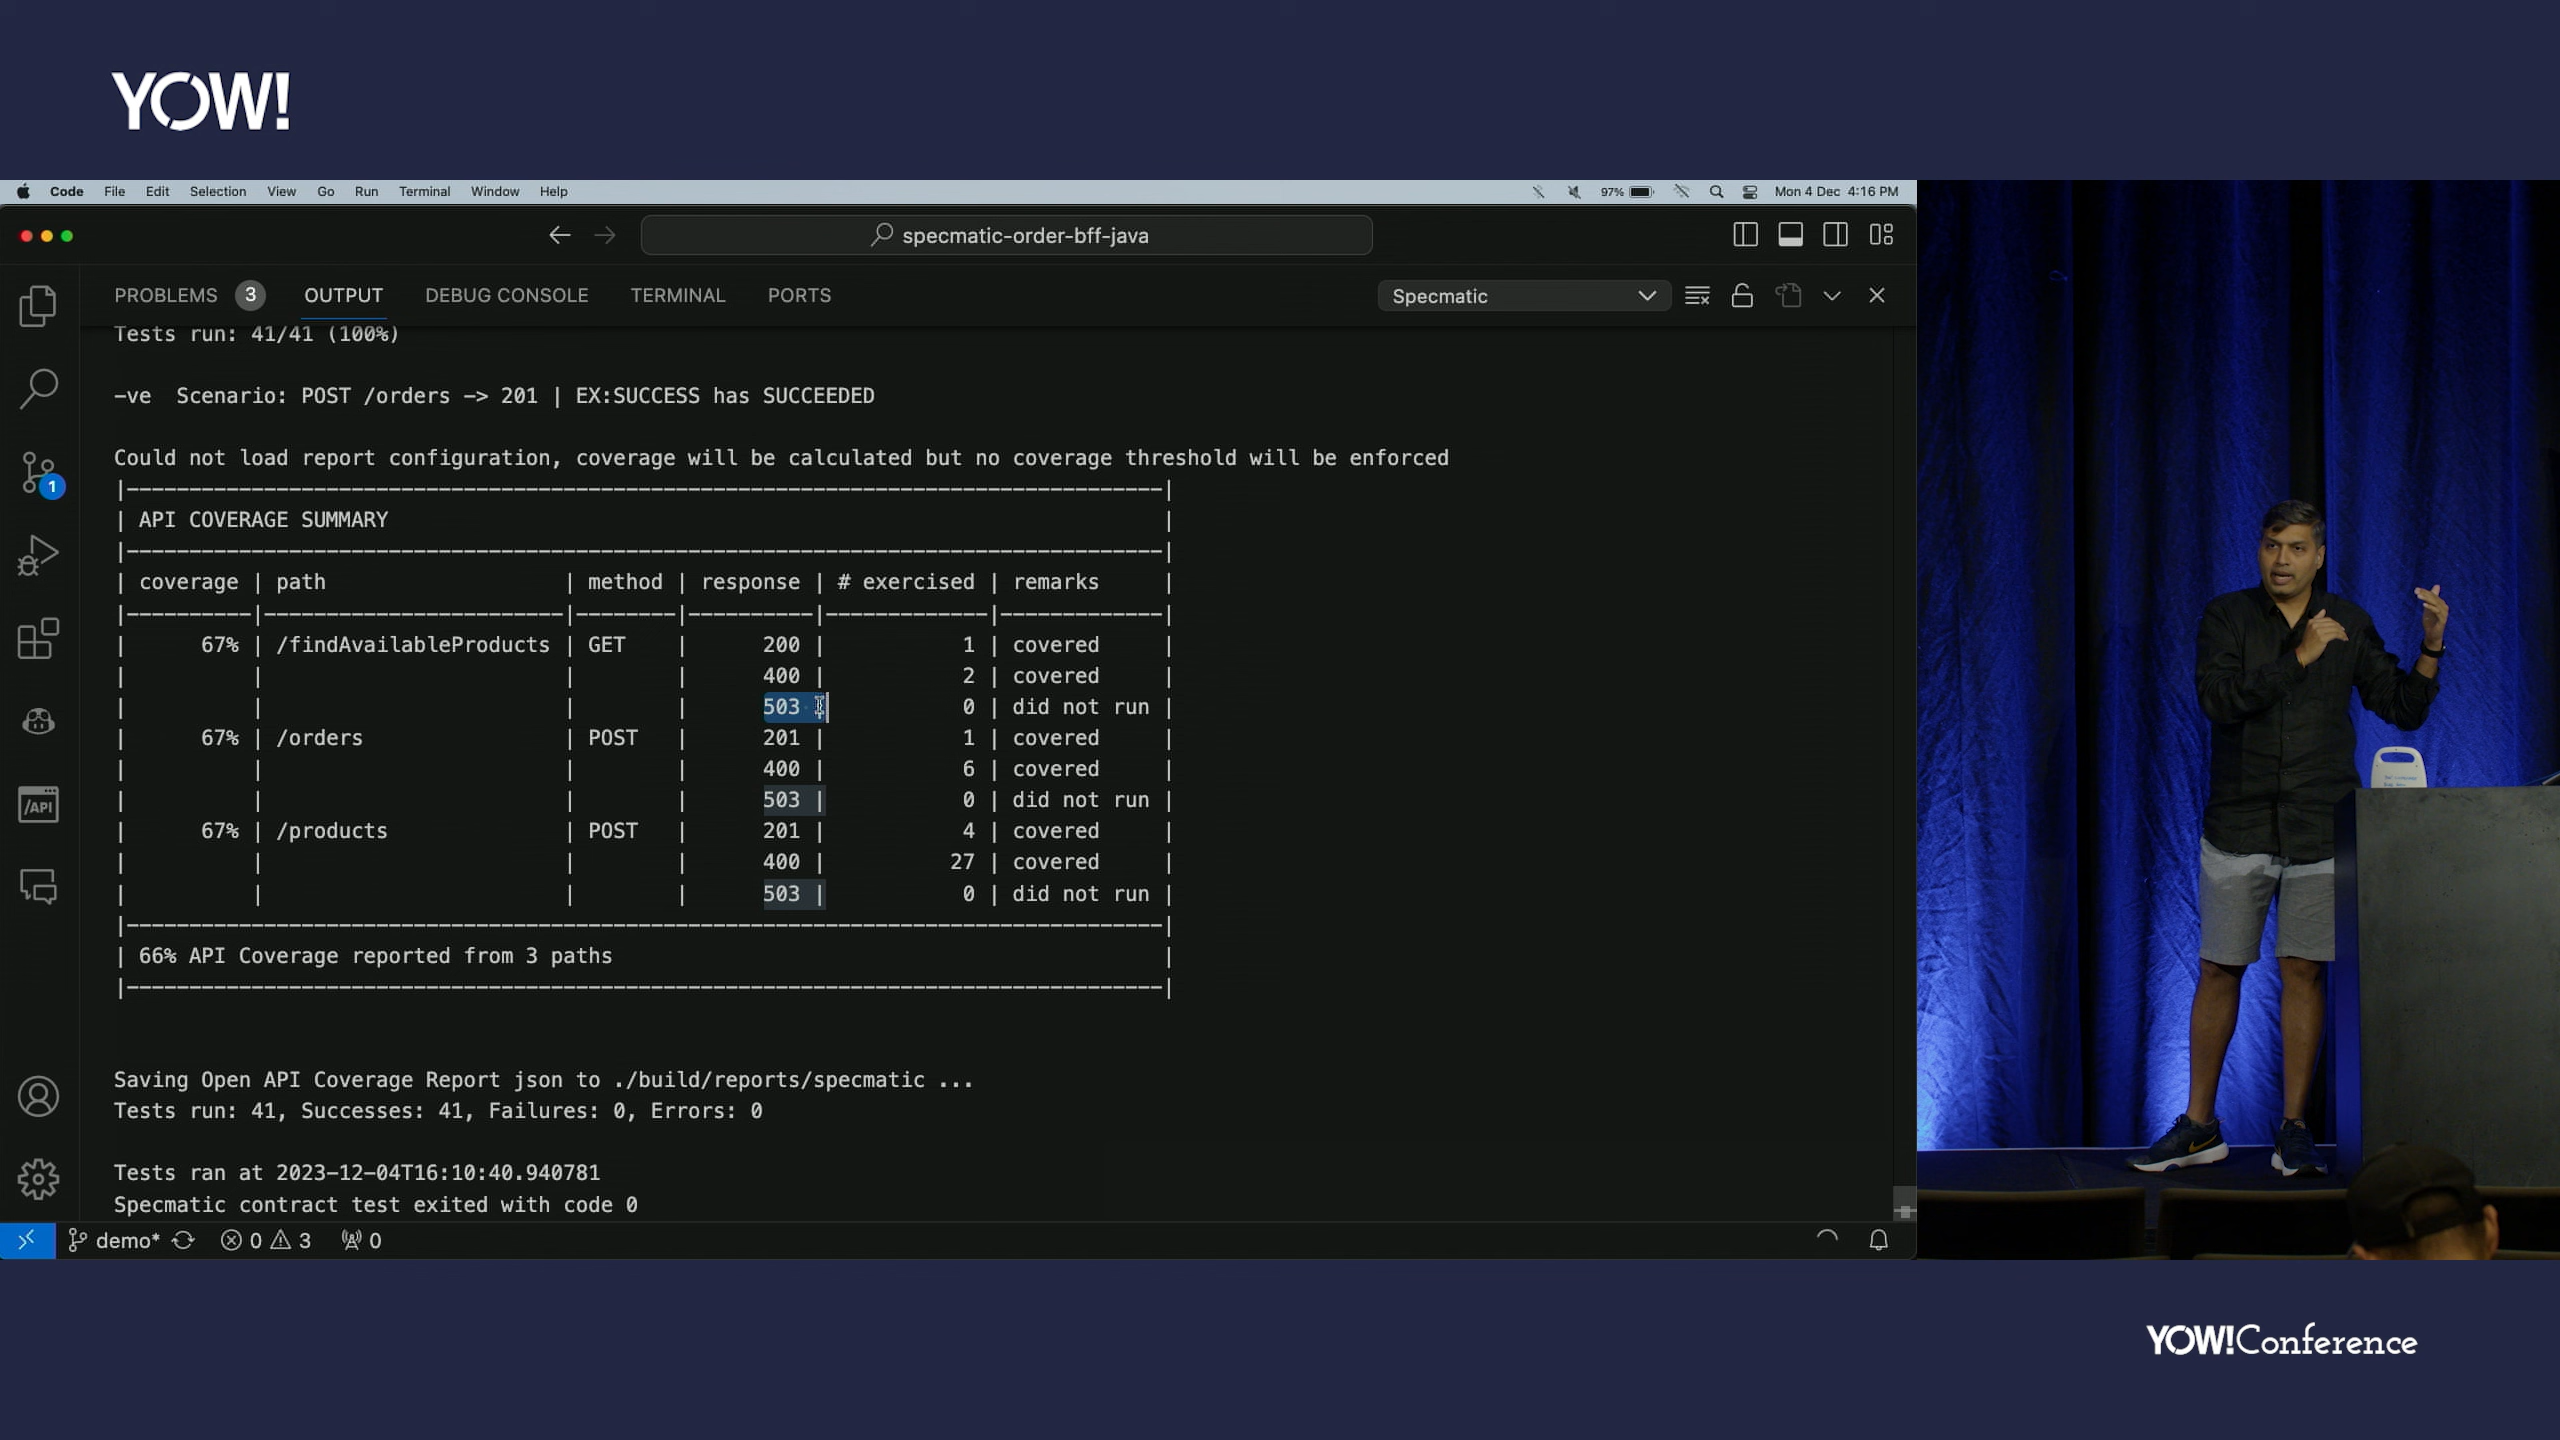 YOW!
Code File Edit Selection View Go Run Terminal Window Help 97% Mon 4 Dec 4:16 PM
specmatic-order-bff-java
PROBLEMS 3 OUTPUT DEBUG CONSOLE TERMINAL PORTS Specmatic
Tests run: 41/41 (100%)
-ve Scenario: POST /orders -> 201 | EX:SUCCESS has SUCCEEDED
Could not load report configuration, coverage will be calculated but no coverage threshold will be enforced
|-----------------------------------------------------------------------------------|
| API COVERAGE SUMMARY |
|-----------------------------------------------------------------------------------|
| coverage | path | method | response | # exercised | remarks |
|----------|------------------------|--------|----------|-------------|-------------|
| 67% | /findAvailableProducts | GET | 200 | 1 | covered |
| | | | 400 | 2 | covered |
| | | | 503 | 0 | did not run |
| 67% | /orders | POST | 201 | 1 | covered |
| | | | 400 | 6 | covered |
| | | | 503 | 0 | did not run |
| 67% | /products | POST | 201 | 4 | covered |
| | | | 400 | 27 | covered |
| | | | 503 | 0 | did not run |
|-----------------------------------------------------------------------------------|
| 66% API Coverage reported from 3 paths |
|-----------------------------------------------------------------------------------|
Saving Open API Coverage Report json to ./build/reports/specmatic ...
Tests run: 41, Successes: 41, Failures: 0, Errors: 0
Tests ran at 2023-12-04T16:10:40.940781
Specmatic contract test exited with code 0
1
/API
demo* 0 3 0
YOW!Conference